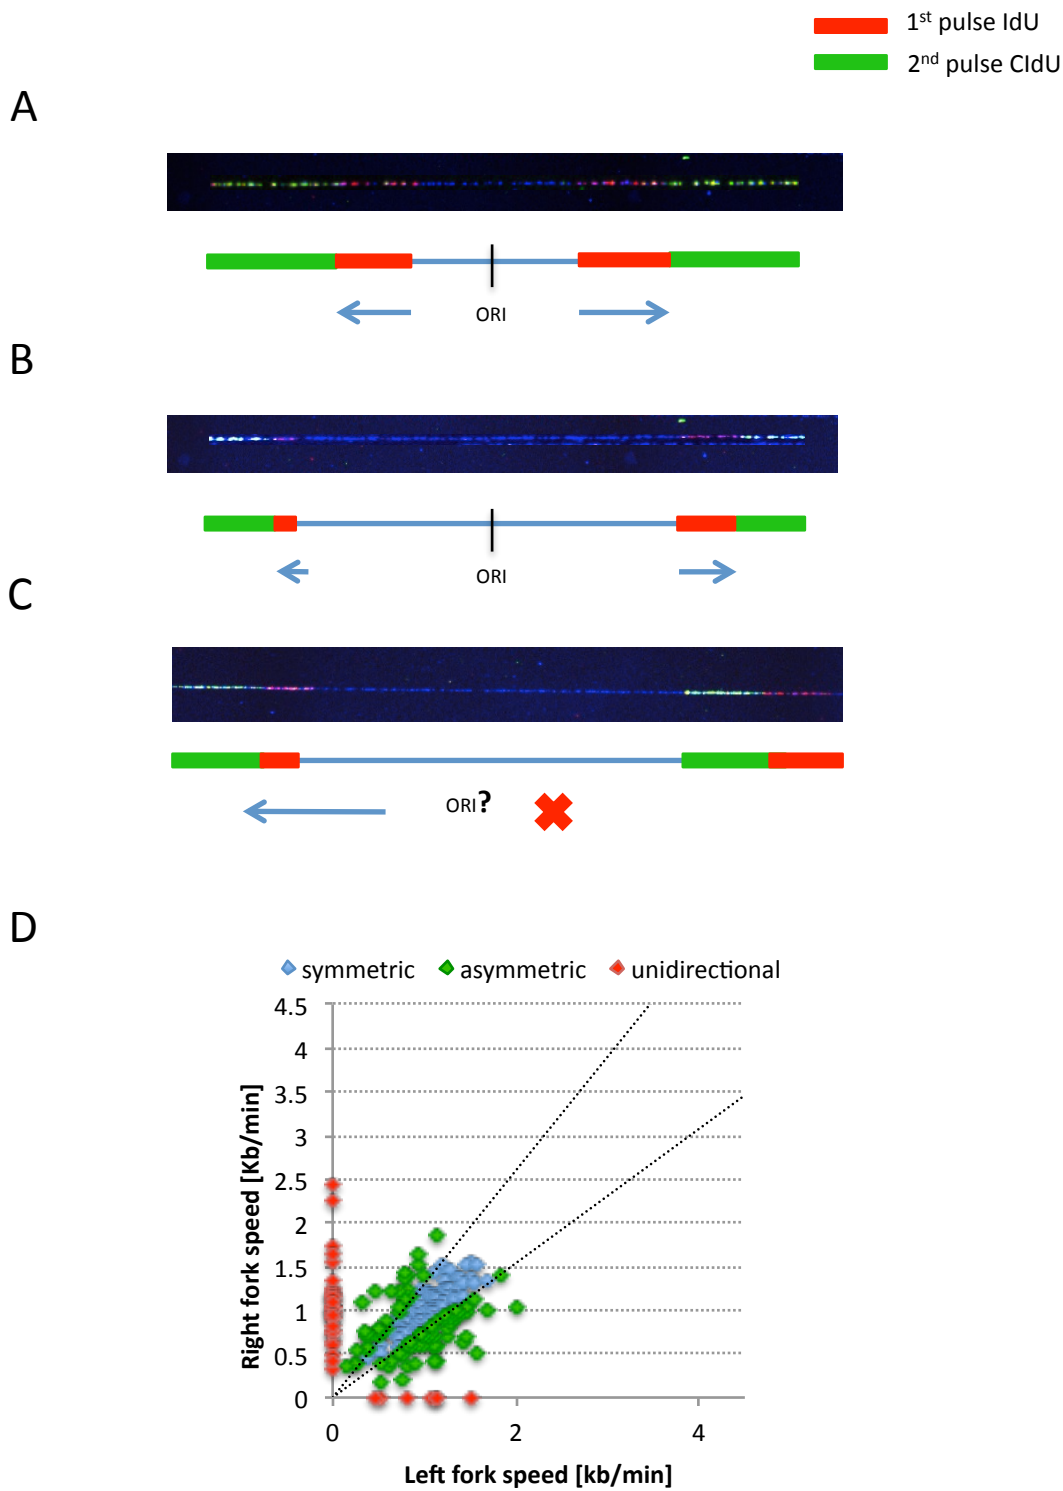 1st pulse IdU
2nd pulse CIdU
A
ORI
B
ORI
C
ORI?
D
symmetric asymmetric unidirectional
4.5
4
3.5
3
2.5
2
1.5
1
0.5
0
Right fork speed [Kb/min]
0 2 4
Left fork speed [kb/min]